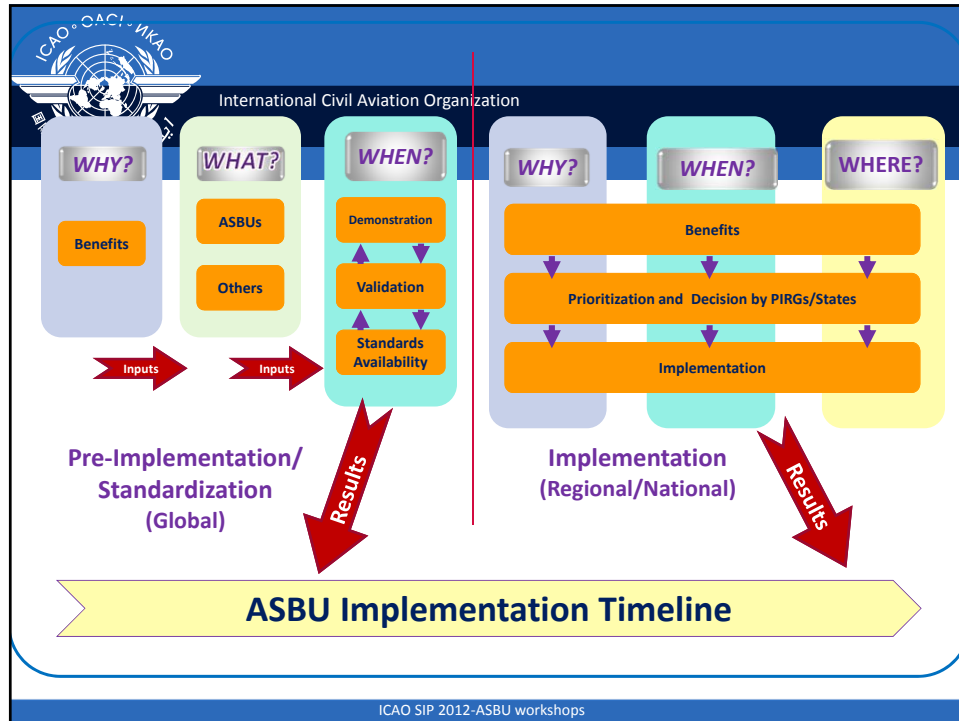 ICAO · OACI · ИКАО
International Civil Aviation Organization
WHY?
WHAT?
WHEN?
Benefits
ASBUs
Others
Demonstration
Validation
Standards
Availability
Inputs
Inputs
Pre-Implementation/
Standardization
(Global)
Results
WHY?
WHEN?
WHERE?
Benefits
Prioritization and Decision by PIRGs/States
Implementation
Implementation
(Regional/National)
Results
ASBU Implementation Timeline
ICAO SIP 2012-ASBU workshops